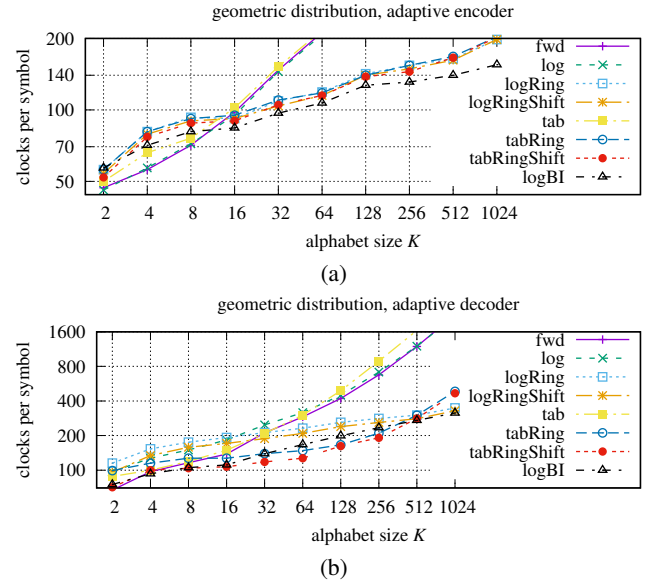 geometric distribution, adaptive encoder
200
140
100
70
50
clocks per symbol
fwd
log
logRing
logRingShift
tab
tabRing
tabRingShift
logBI
2 4 8 16 32 64 128 256 512 1024
alphabet size K
(a)
geometric distribution, adaptive decoder
1600
800
400
200
100
clocks per symbol
fwd
log
logRing
logRingShift
tab
tabRing
tabRingShift
logBI
2 4 8 16 32 64 128 256 512 1024
alphabet size K
(b)